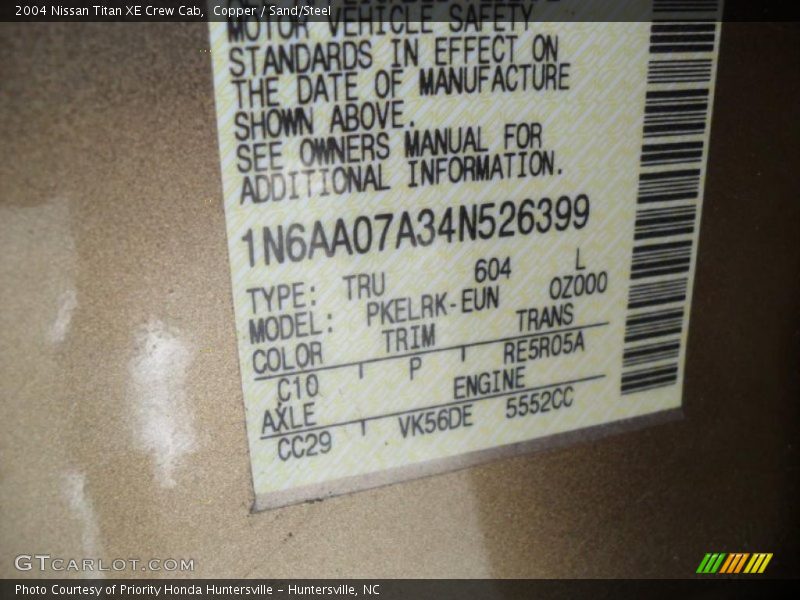 2004 Nissan Titan XE Crew Cab, Copper / Sand/Steel
MOTOR VEHICLE SAFETY
STANDARDS IN EFFECT ON
THE DATE OF MANUFACTURE
SHOWN ABOVE.
SEE OWNERS MANUAL FOR
ADDITIONAL INFORMATION.
1N6AA07A34N526399
TYPE: TRU 604 L
MODEL: PKELRK-EUN OZ000
COLOR TRIM TRANS
C10 P RE5R05A
AXLE ENGINE
CC29 VK56DE 5552CC
GTCARLOT.COM
Photo Courtesy of Priority Honda Huntersville - Huntersville, NC